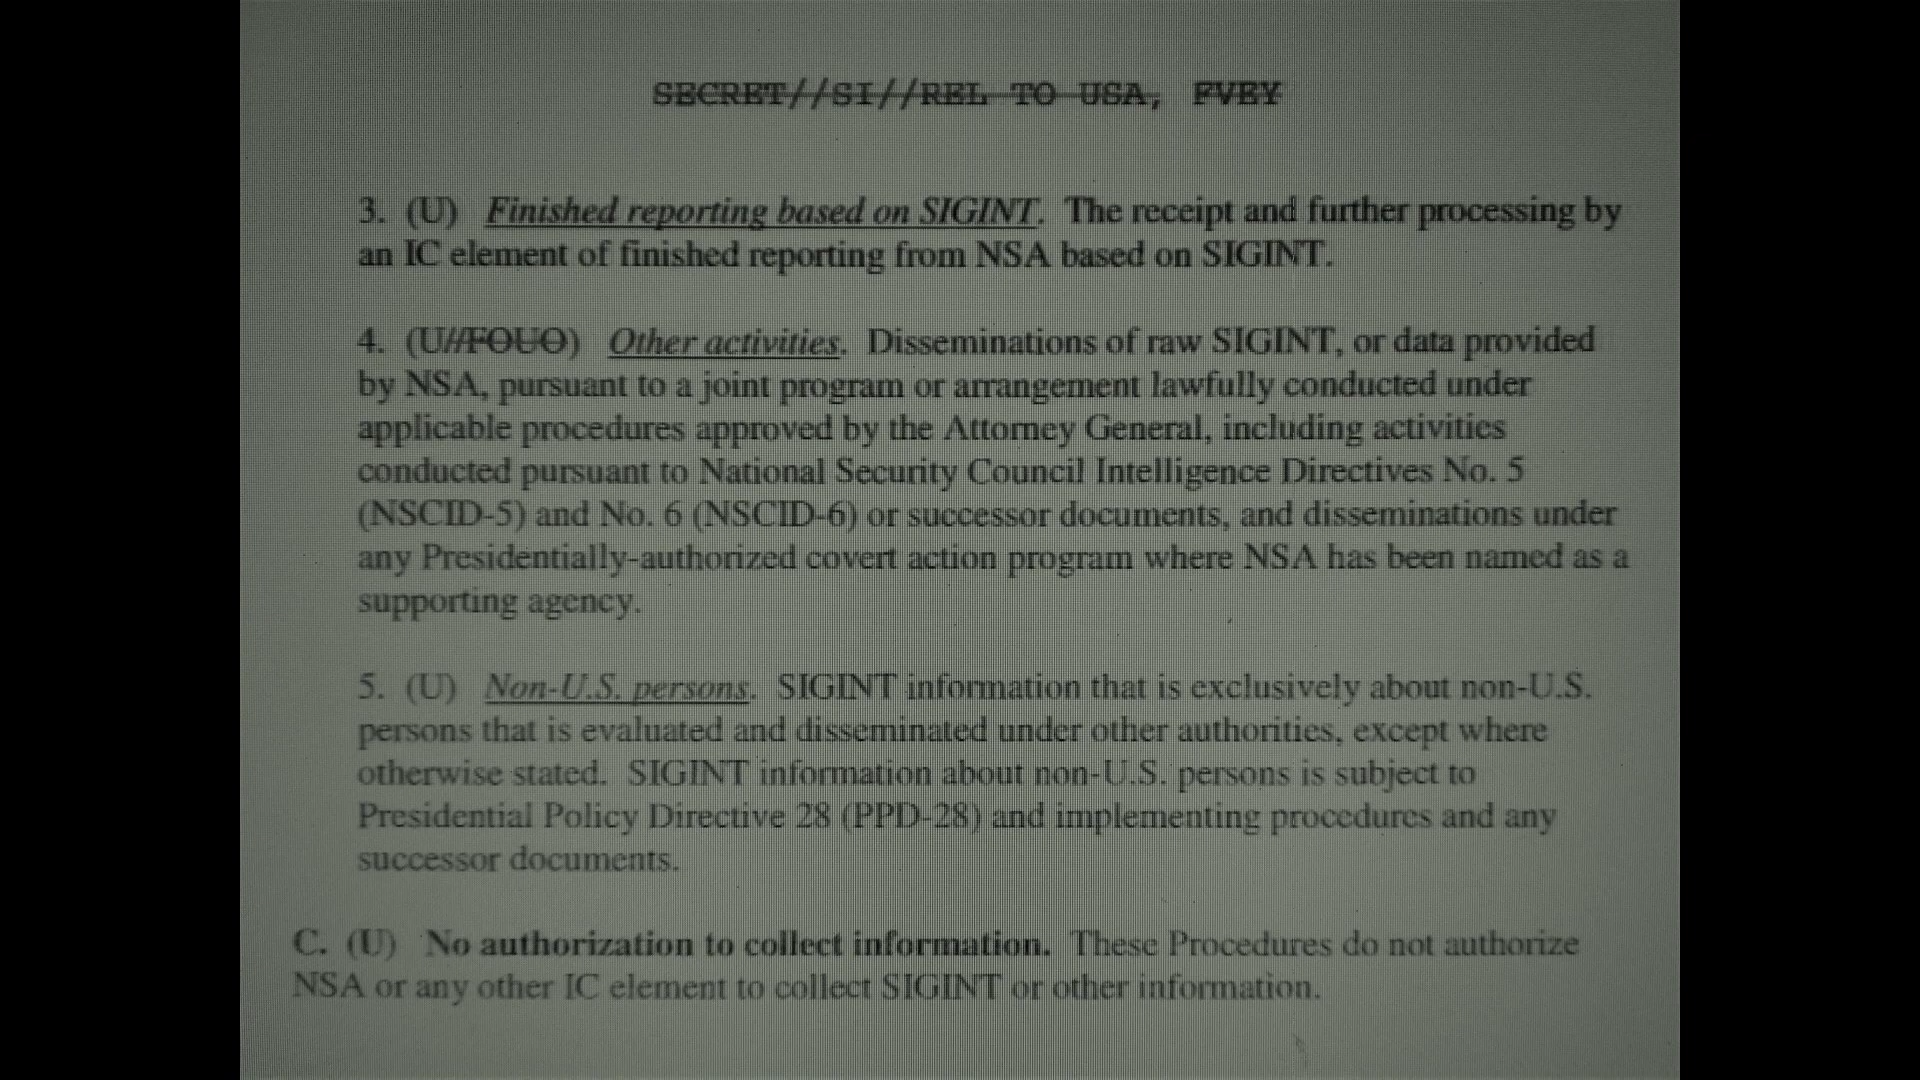 SECRET//SI//REL TO USA, FVEY
3. (U) Finished reporting based on SIGINT. The receipt and further processing by
an IC element of finished reporting from NSA based on SIGINT.
4. (U//FOUO) Other activities. Disseminations of raw SIGINT, or data provided
by NSA, pursuant to a joint program or arrangement lawfully conducted under
applicable procedures approved by the Attorney General, including activities
conducted pursuant to National Security Council Intelligence Directives No. 5
(NSCID-5) and No. 6 (NSCID-6) or successor documents, and disseminations under
any Presidentially-authorized covert action program where NSA has been named as a
supporting agency.
5. (U) Non-U.S. persons. SIGINT information that is exclusively about non-U.S.
persons that is evaluated and disseminated under other authorities, except where
otherwise stated. SIGINT information about non-U.S. persons is subject to
Presidential Policy Directive 28 (PPD-28) and implementing procedures and any
successor documents.
C. (U) No authorization to collect information. These Procedures do not authorize
NSA or any other IC element to collect SIGINT or other information.